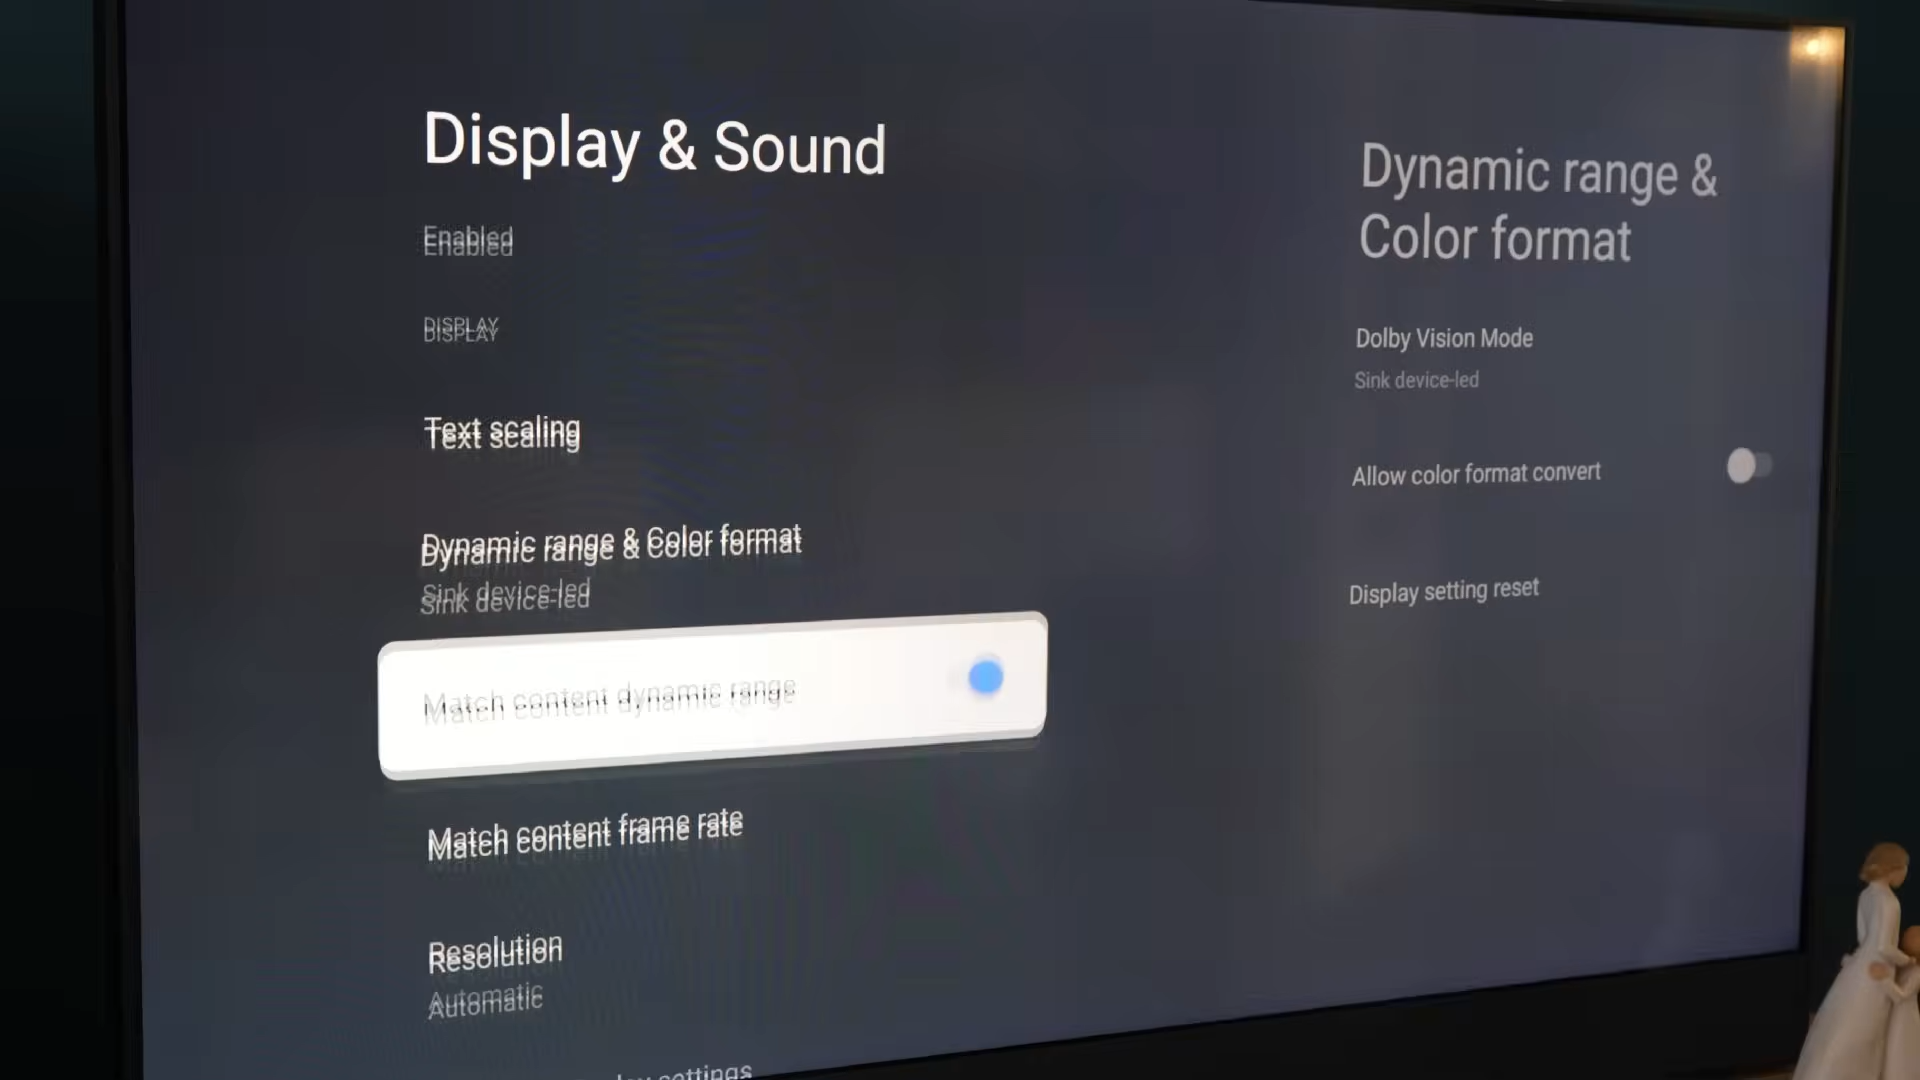 Display & Sound
Enabled
DISPLAY
Text scaling
Dynamic range & Color format
Sink device-led
Match content dynamic range
Match content frame rate
Resolution
Automatic
settings
Dynamic range &
Color format
Dolby Vision Mode
Sink device-led
Allow color format convert
Display setting reset